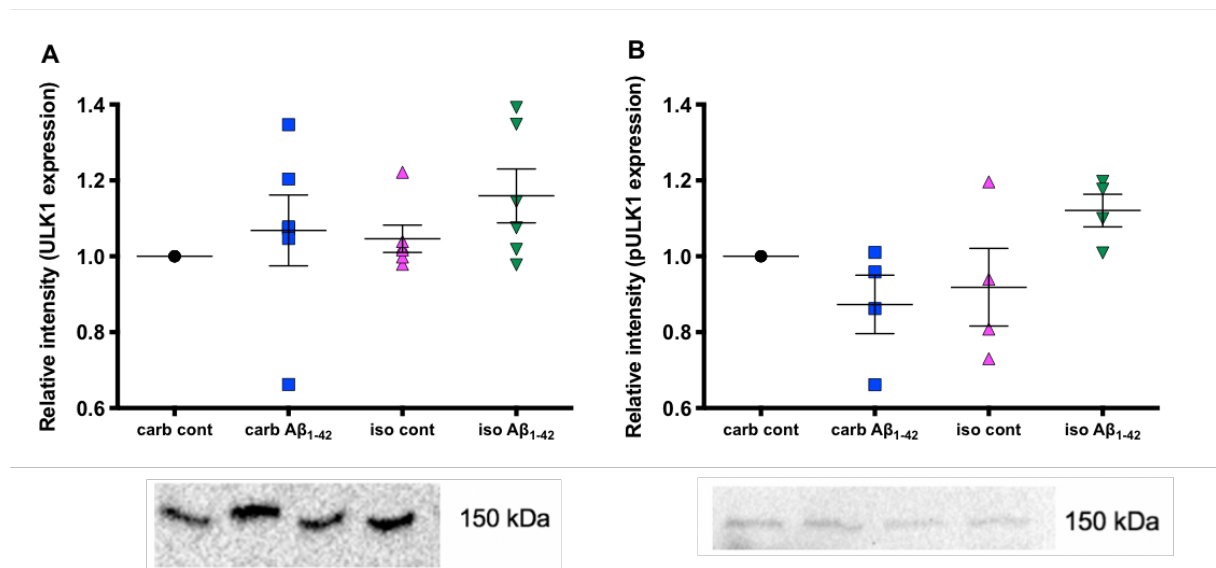 A
Relative intensity (ULK1 expression)
1.4
1.2
1.0
0.8
0.6
carb cont
carb Aβ₁₋₄₂
iso cont
iso Aβ₁₋₄₂
150 kDa
B
Relative intensity (pULK1 expression)
1.4
1.2
1.0
0.8
0.6
carb cont
carb Aβ₁₋₄₂
iso cont
iso Aβ₁₋₄₂
150 kDa